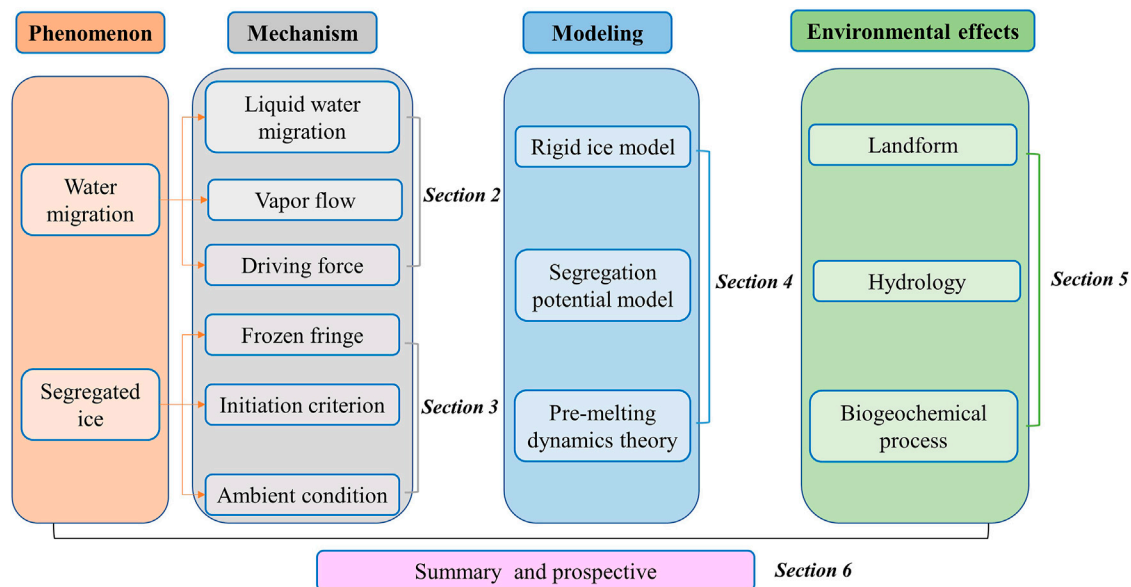 Phenomenon
Mechanism
Modeling
Environmental effects
Water
migration
Segregated
ice
Liquid water
migration
Vapor flow
Driving force
Section 2
Frozen fringe
Initiation criterion
Ambient condition
Section 3
Rigid ice model
Segregation
potential model
Pre-melting
dynamics theory
Section 4
Landform
Hydrology
Biogeochemical
process
Section 5
Summary and prospective
Section 6